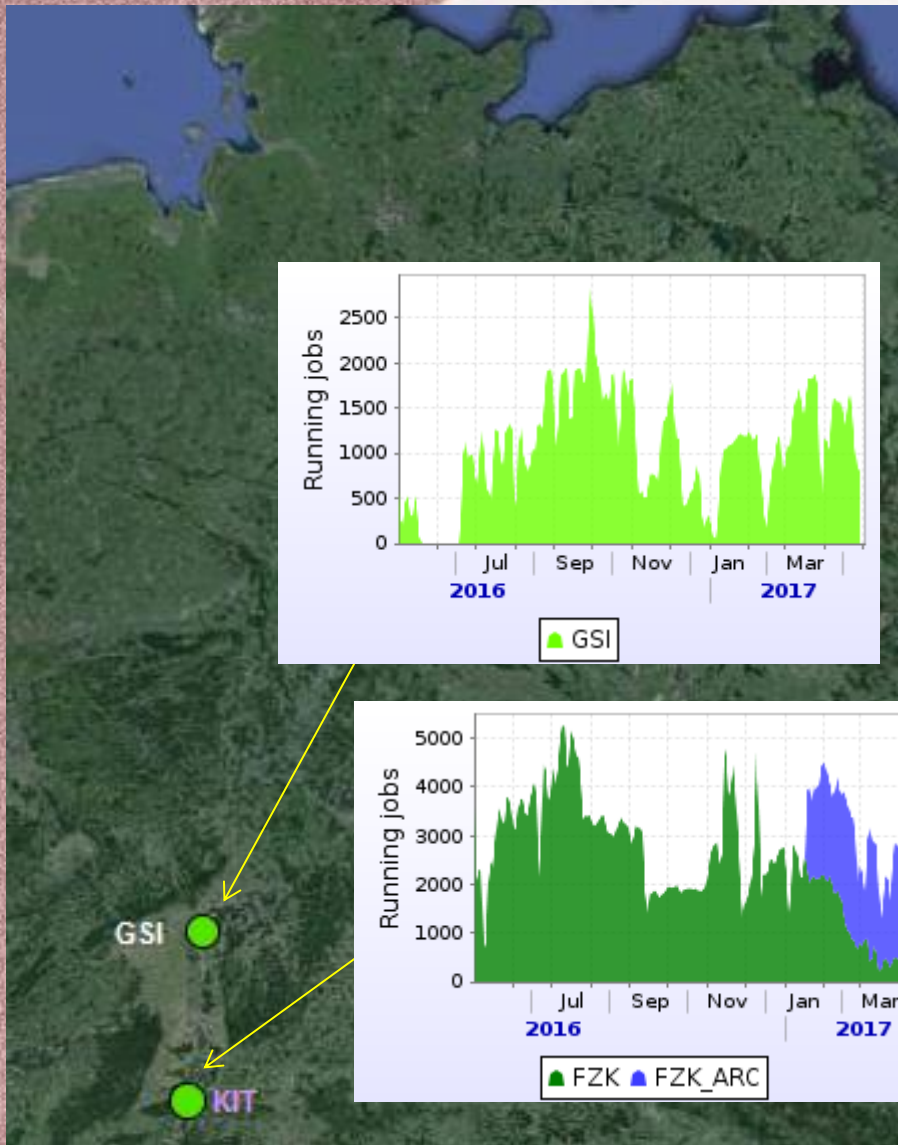 2500
2000
1500
1000
500
0
Running jobs
Jul Sep Nov Jan Mar
2016 2017
GSI
5000
4000
3000
2000
1000
0
Running jobs
Jul Sep Nov Jan Mar
2016 2017
FZK FZK_ARC
GSI
KIT